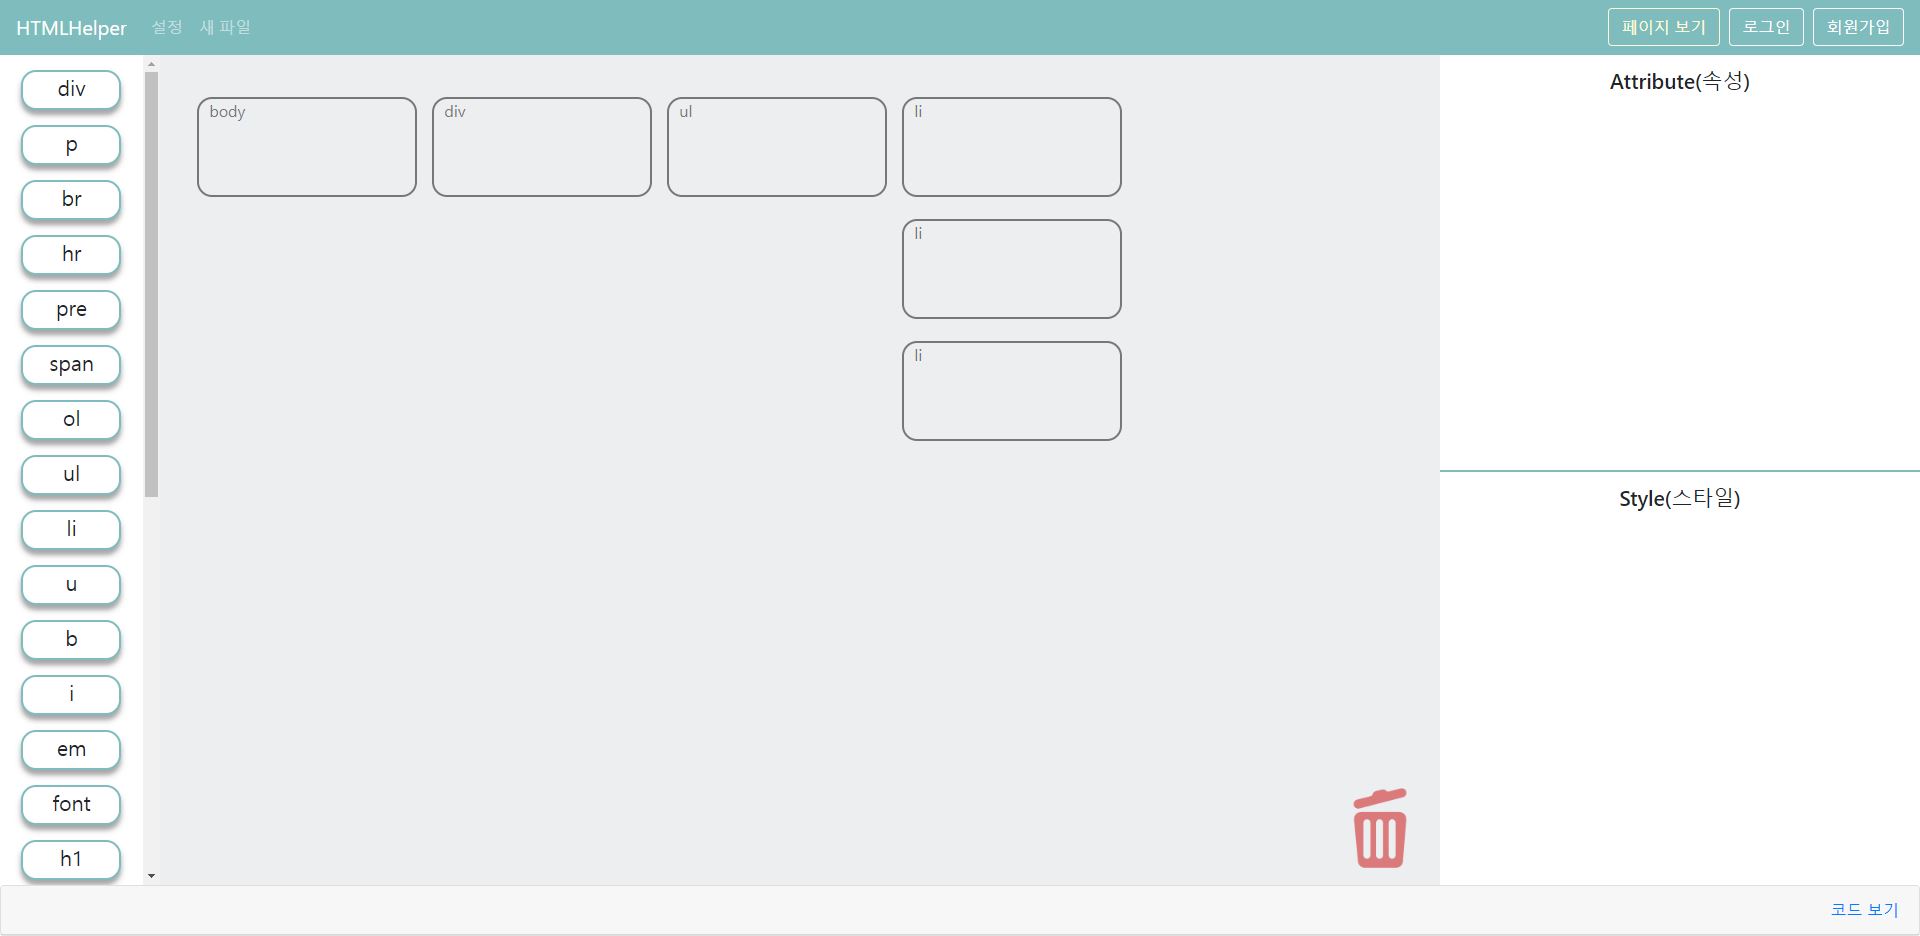 HTMLHelper 설정 새 파일 페이지 보기 로그인 회원가입
div
p
br
hr
pre
span
ol
ul
li
u
b
i
em
font
h1
body div ul li
li
li
Attribute(속성)
Style(스타일)
코드 보기